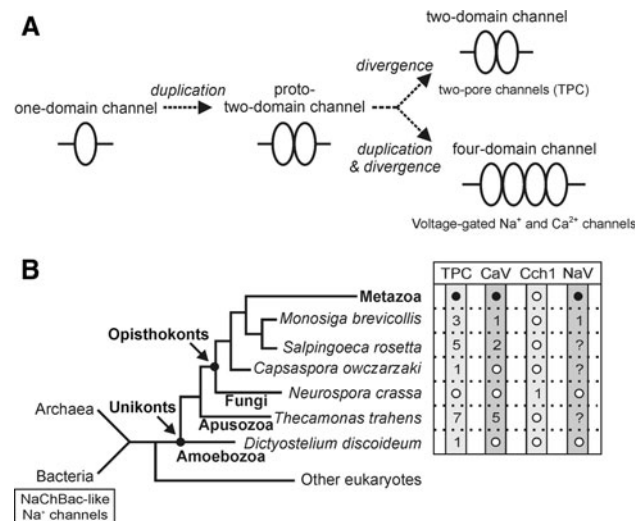 A
two-domain channel
divergence
two-pore channels (TPC)
duplication
proto-
two-domain channel
one-domain channel
duplication
& divergence
four-domain channel
Voltage-gated Na⁺ and Ca²⁺ channels
B
TPC CaV Cch1 NaV
Metazoa ● ● ○ ●
Monosiga brevicollis 3 1 ○ 1
Opisthokonts
Salpingoeca rosetta 5 2 ○ ?
Capsaspora owczarzaki 1 ○ ○ ?
Fungi
Neurospora crassa ○ ○ 1 ○
Unikonts
Archaea
Apusozoa
Thecamonas trahens 7 5 ○ ?
Amoebozoa
Dictyostelium discoideum 1 ○ ○ ○
Bacteria
Other eukaryotes
NaChBac-like
Na⁺ channels